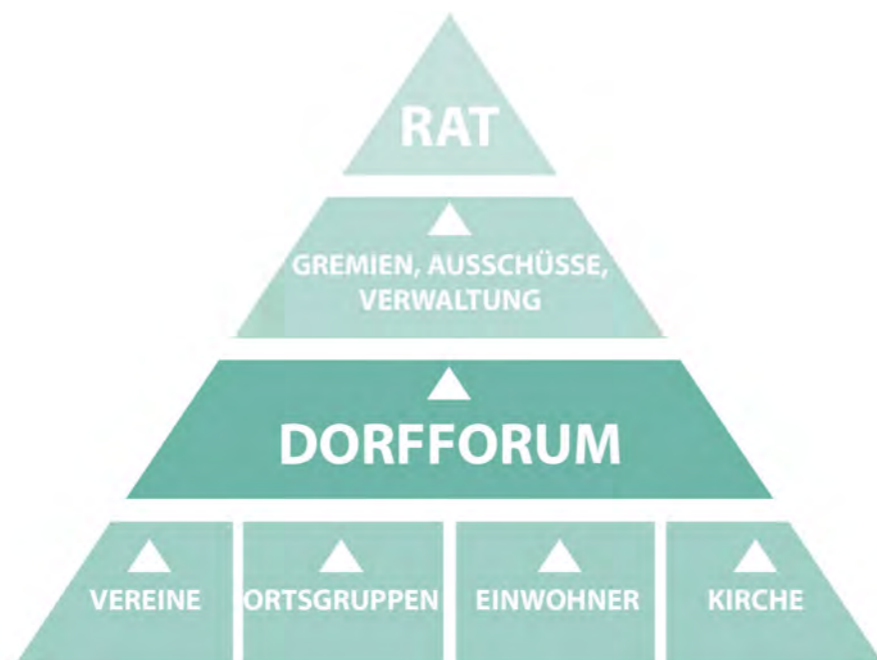 RAT
GREMIEN, AUSSCHÜSSE,
VERWALTUNG
DORFFORUM
VEREINE
ORTSGRUPPEN
EINWOHNER
KIRCHE